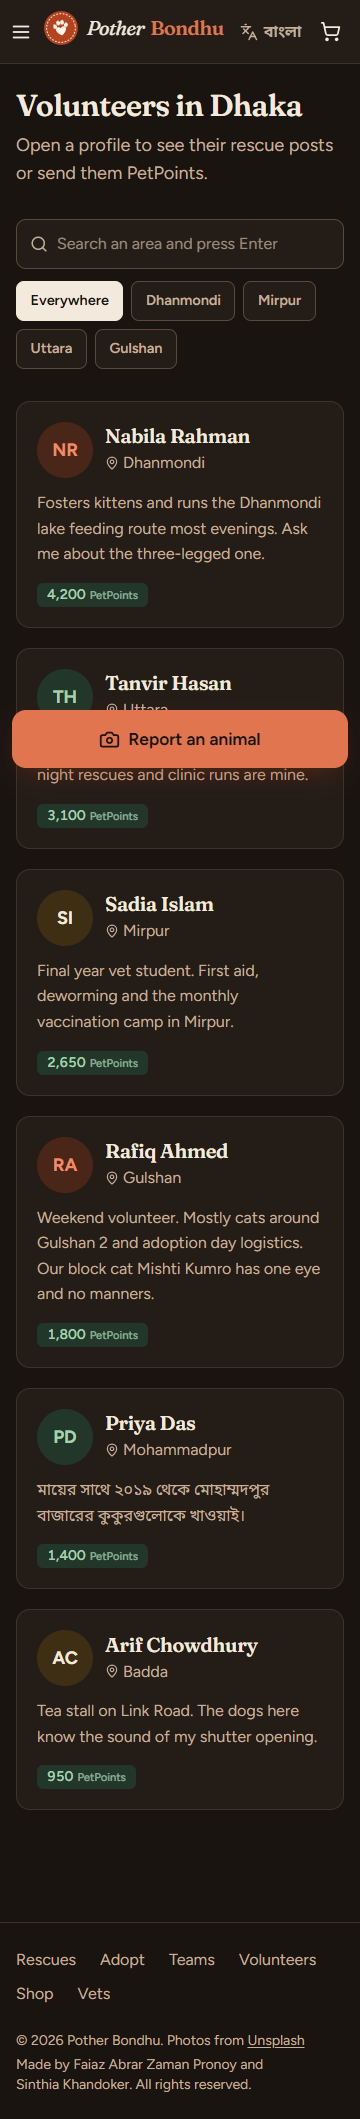 Pother Bondhu
বাংলা
Volunteers in Dhaka
Open a profile to see their rescue posts
or send them PetPoints.
Search an area and press Enter
Everywhere
Dhanmondi
Mirpur
Uttara
Gulshan
NR
Nabila Rahman
Dhanmondi
Fosters kittens and runs the Dhanmondi
lake feeding route most evenings. Ask
me about the three-legged one.
4,200 PetPoints
TH
Tanvir Hasan
Uttara
Report an animal
night rescues and clinic runs are mine.
3,100 PetPoints
SI
Sadia Islam
Mirpur
Final year vet student. First aid,
deworming and the monthly
vaccination camp in Mirpur.
2,650 PetPoints
RA
Rafiq Ahmed
Gulshan
Weekend volunteer. Mostly cats around
Gulshan 2 and adoption day logistics.
Our block cat Mishti Kumro has one eye
and no manners.
1,800 PetPoints
PD
Priya Das
Mohammadpur
মায়ের সাথে ২০১৯ থেকে মোহাম্মদপুর
বাজারের কুকুরগুলোকে খাওয়াই।
1,400 PetPoints
AC
Arif Chowdhury
Badda
Tea stall on Link Road. The dogs here
know the sound of my shutter opening.
950 PetPoints
Rescues
Adopt
Teams
Volunteers
Shop
Vets
© 2026 Pother Bondhu. Photos from Unsplash
Made by Faiaz Abrar Zaman Pronoy and
Sinthia Khandoker. All rights reserved.